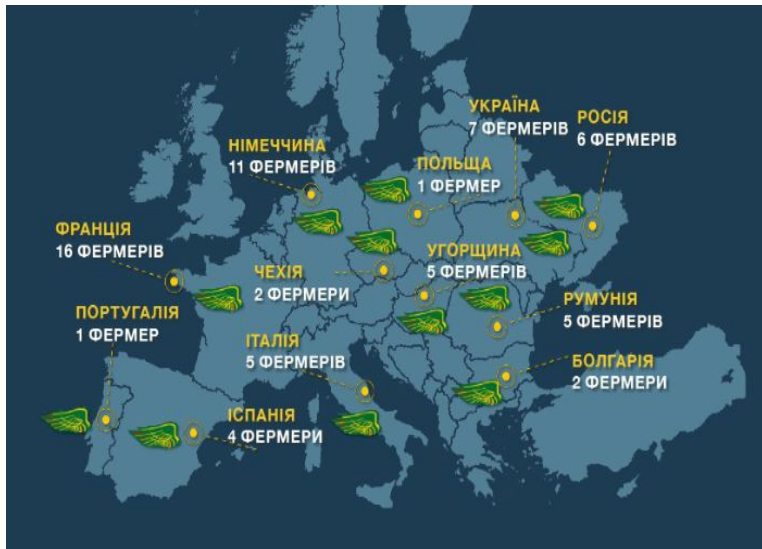 УКРАЇНА
7 ФЕРМЕРІВ
РОСІЯ
6 ФЕРМЕРІВ
НІМЕЧЧИНА
11 ФЕРМЕРІВ
ПОЛЬЩА
1 ФЕРМЕР
ФРАНЦІЯ
16 ФЕРМЕРІВ
ЧЕХІЯ
2 ФЕРМЕРИ
УГОРЩИНА
5 ФЕРМЕРІВ
ПОРТУГАЛІЯ
1 ФЕРМЕР
РУМУНІЯ
5 ФЕРМЕРІВ
ІТАЛІЯ
5 ФЕРМЕРІВ
БОЛГАРІЯ
2 ФЕРМЕРИ
ІСПАНІЯ
4 ФЕРМЕРИ